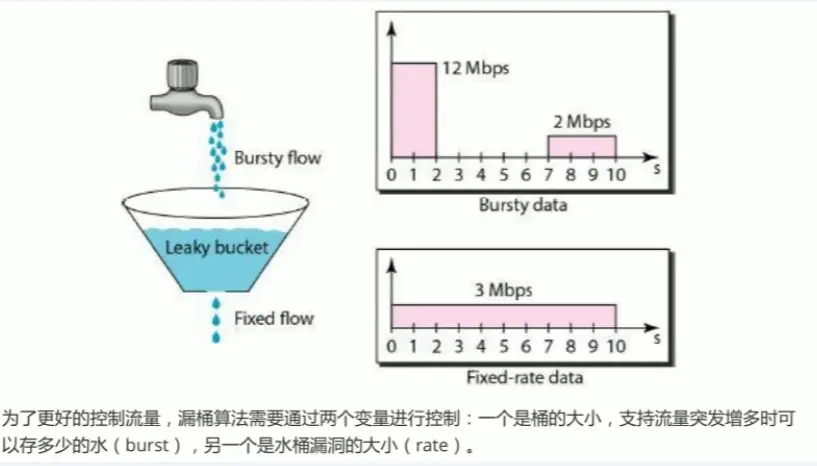 12 Mbps
2 Mbps
0 1 2 3 4 5 6 7 8 9 10 s
Bursty data
Bursty flow
Leaky bucket
Fixed flow
3 Mbps
0 1 2 3 4 5 6 7 8 9 10 s
Fixed-rate data
为了更好的控制流量，漏桶算法需要通过两个变量进行控制：一个是桶的大小，支持流量突发增多时可
以存多少的水（burst），另一个是水桶漏洞的大小（rate）。